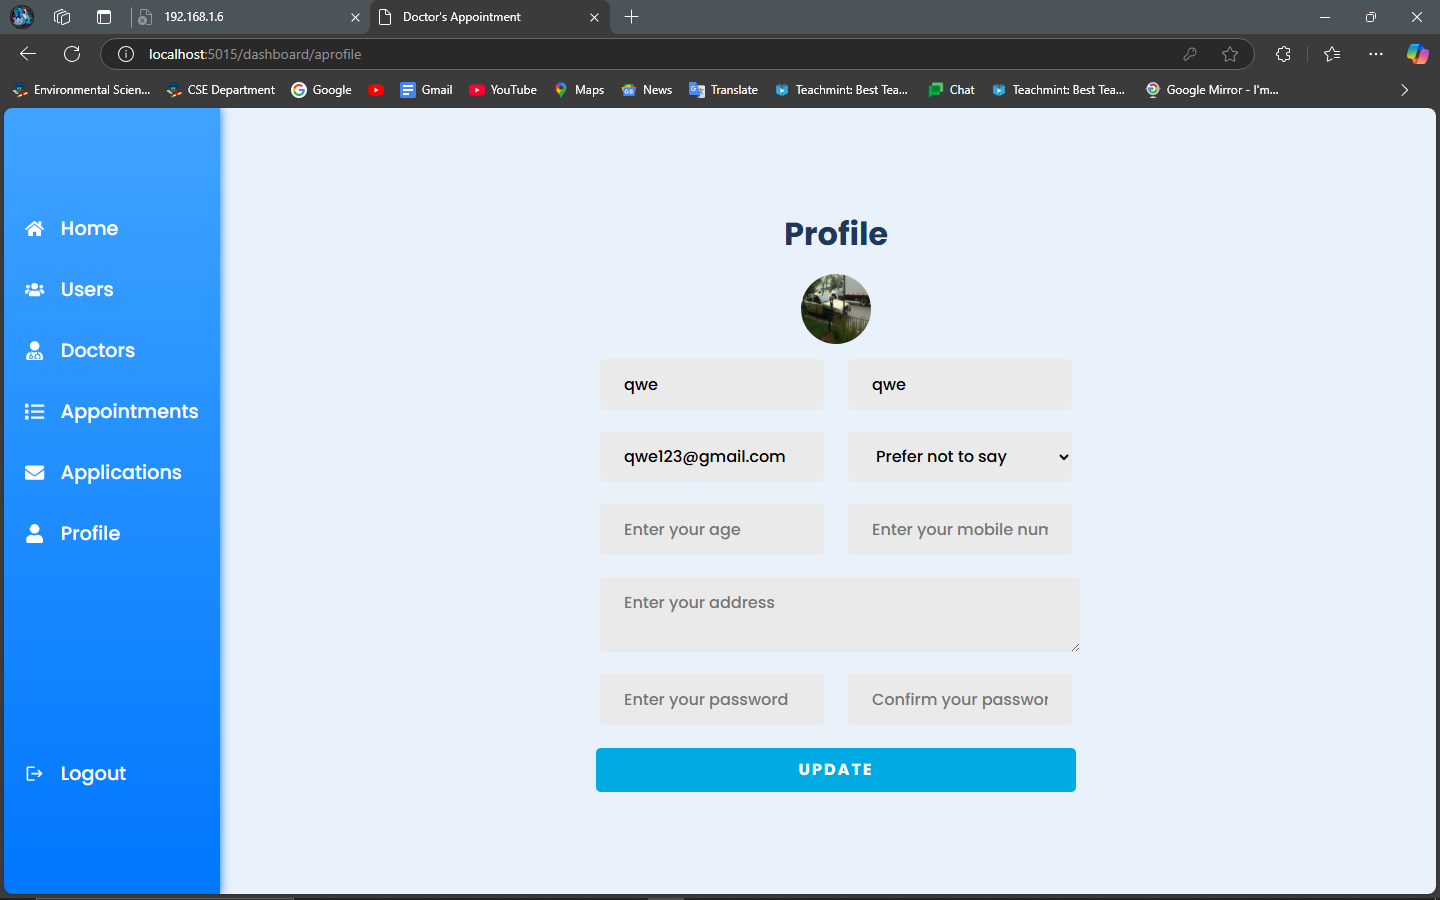 192.168.1.6
Doctor's Appointment
localhost:5015/dashboard/aprofile
Environmental Scien...
CSE Department
Google
Gmail
YouTube
Maps
News
Translate
Teachmint: Best Tea...
Chat
Teachmint: Best Tea...
Google Mirror - I'm...
Home
Users
Doctors
Appointments
Applications
Profile
Logout
Profile
qwe
qwe
qwe123@gmail.com
Prefer not to say
Enter your age
Enter your mobile num
Enter your address
Enter your password
Confirm your passwor
UPDATE